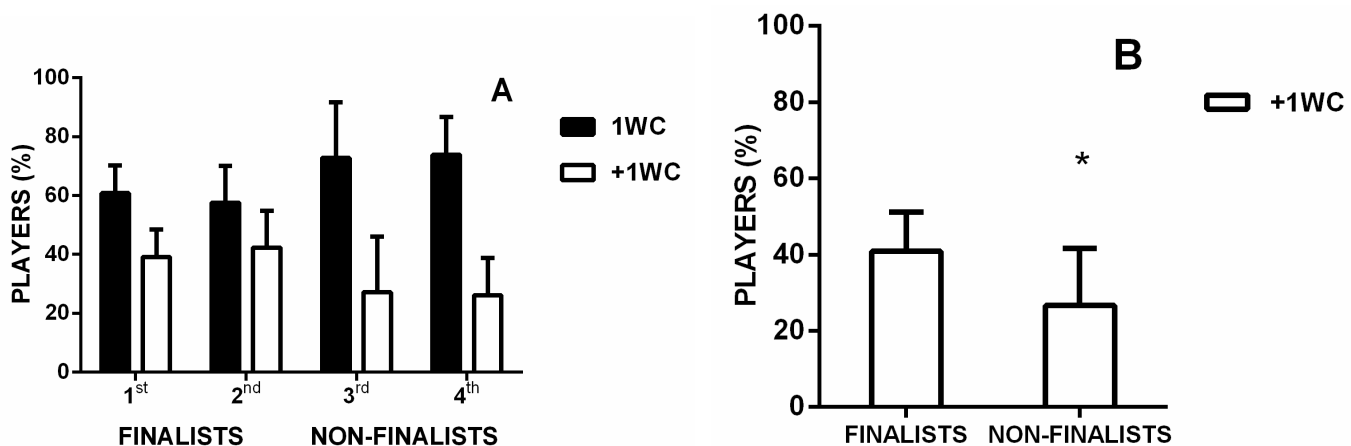 A
PLAYERS (%)
100
80
60
40
20
0
1WC
+1WC
1st 2nd 3rd 4th
FINALISTS NON-FINALISTS
B
PLAYERS (%)
100
80
60
40
20
0
*
+1WC
FINALISTS NON-FINALISTS